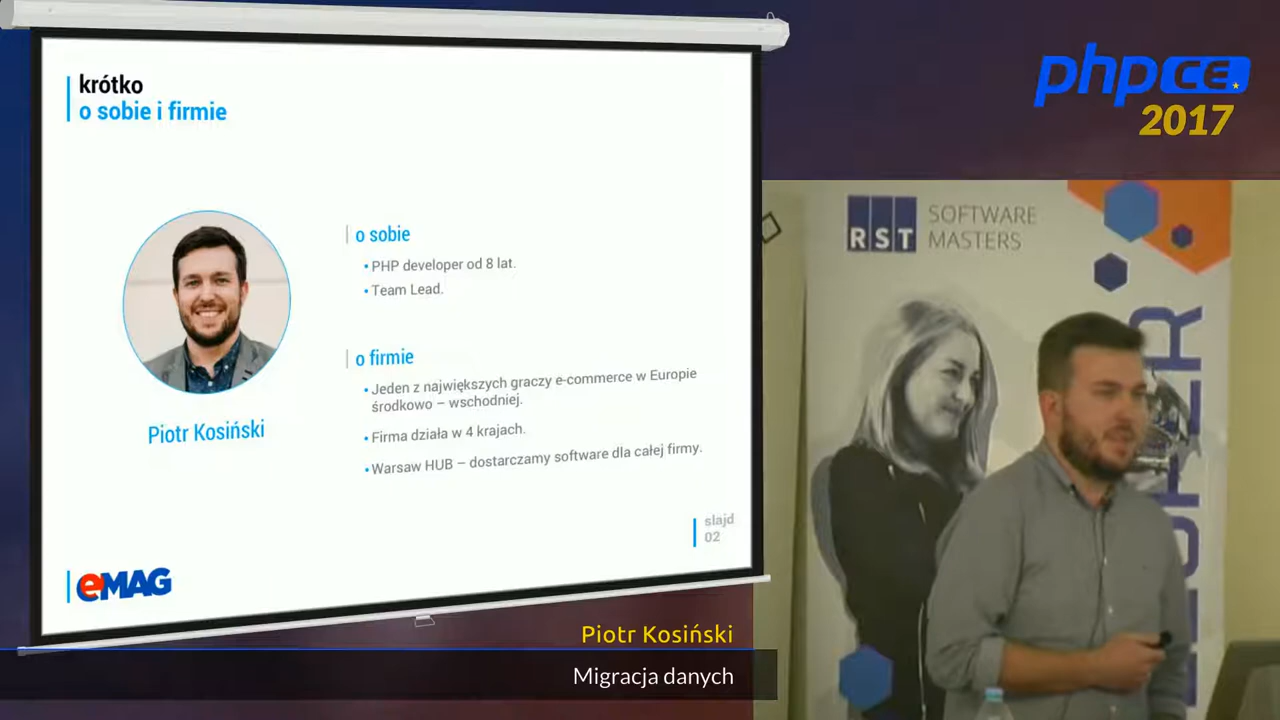 krótko
o sobie i firmie
o sobie
• PHP developer od 8 lat.
• Team Lead.
o firmie
• Jeden z największych graczy e-commerce w Europie
środkowo – wschodniej.
• Firma działa w 4 krajach.
• Warsaw HUB – dostarczamy software dla całej firmy.
Piotr Kosiński
slajd
02
eMAG
Piotr Kosiński
Migracja danych
phpCE
2017
RST
SOFTWARE
MASTERS